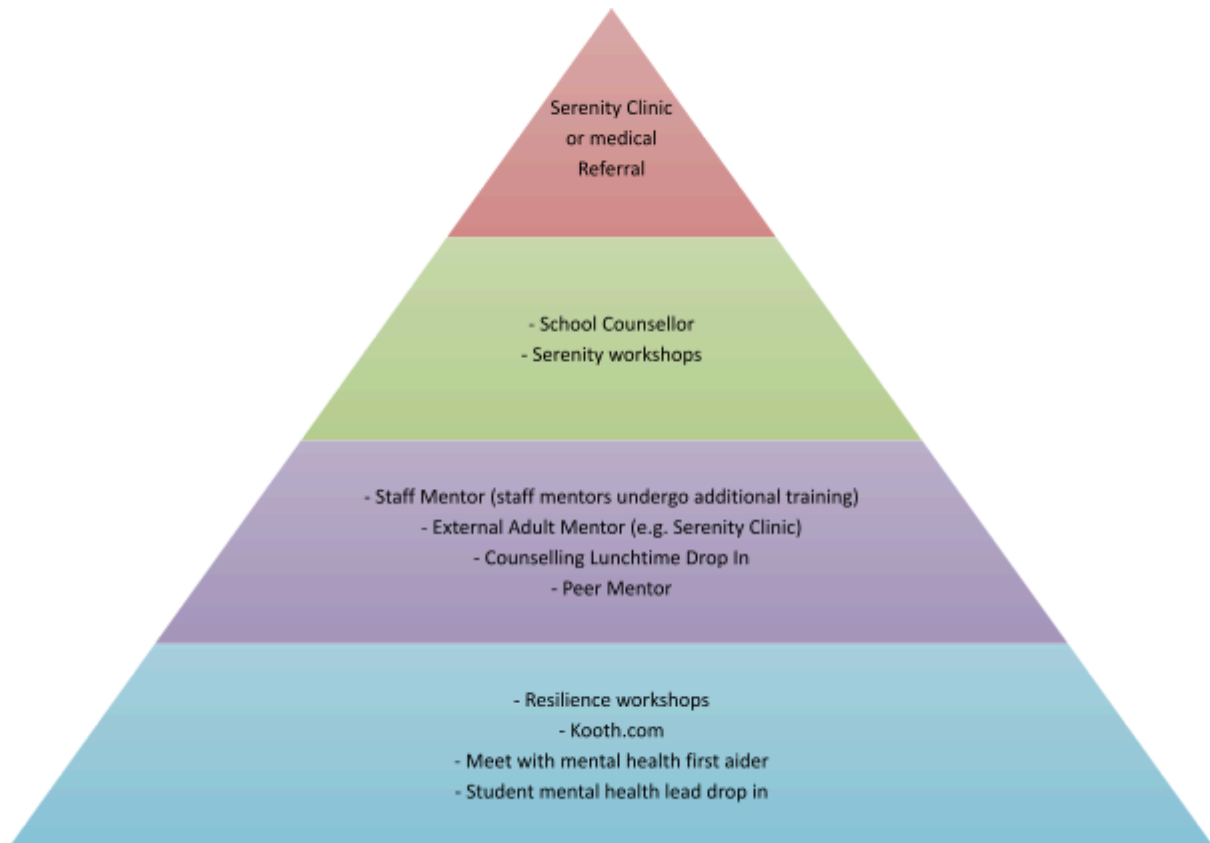 Serenity Clinic
or medical
Referral
- School Counsellor
- Serenity workshops
- Staff Mentor (staff mentors undergo additional training)
- External Adult Mentor (e.g. Serenity Clinic)
- Counselling Lunchtime Drop In
- Peer Mentor
- Resilience workshops
- Kooth.com
- Meet with mental health first aider
- Student mental health lead drop in